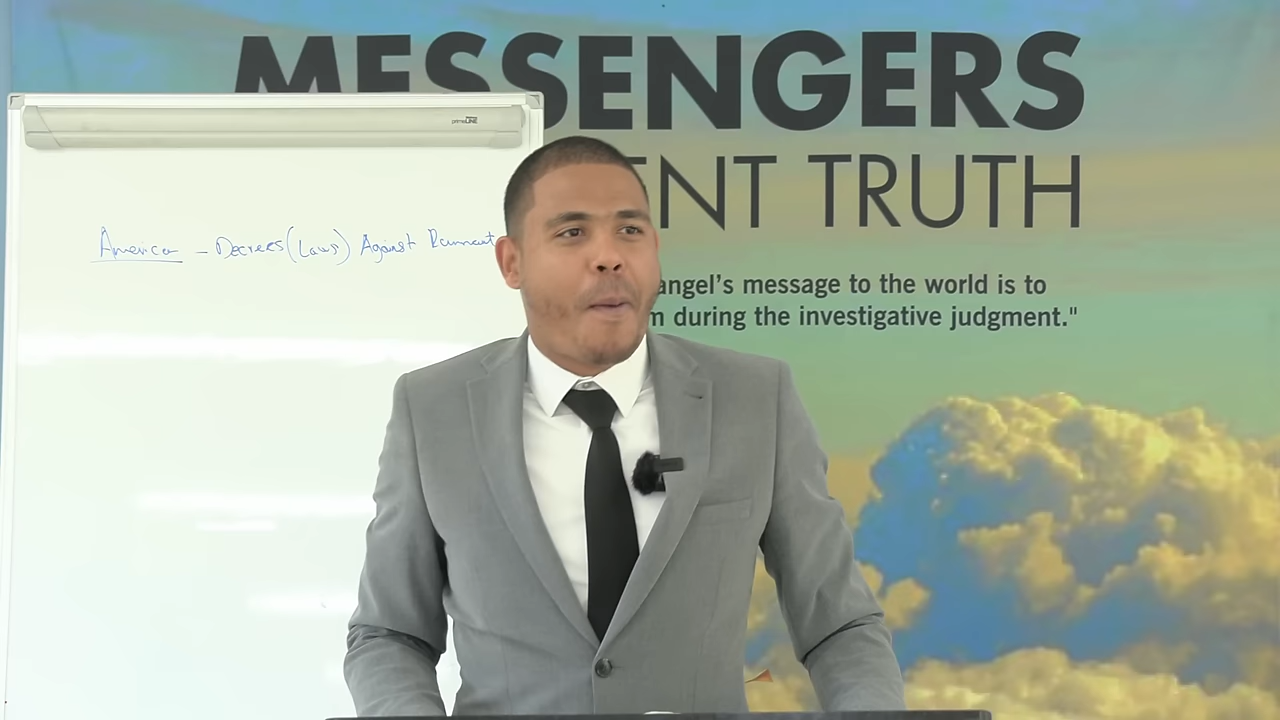 MESSENGERS
ENT TRUTH
angel's message to the world is to
m during the investigative judgment."
primeLINE
America - Decrees (Laws) Against Remnant